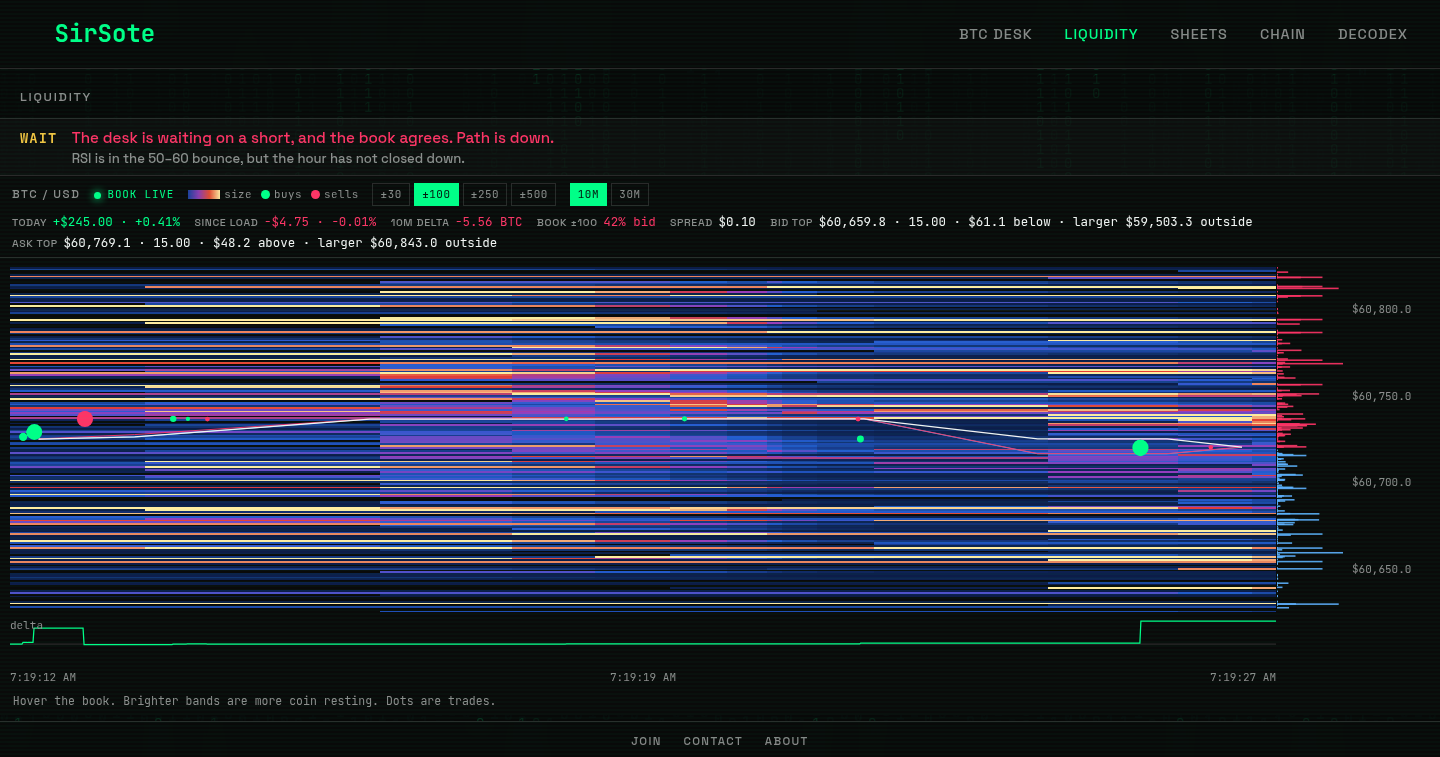 SirSote
BTC DESK LIQUIDITY SHEETS CHAIN DECODEX
LIQUIDITY
WAIT The desk is waiting on a short, and the book agrees. Path is down.
RSI is in the 50–60 bounce, but the hour has not closed down.
BTC / USD BOOK LIVE size buys sells ±30 ±100 ±250 ±500 10M 30M
TODAY +$245.00 · +0.41% SINCE LOAD -$4.75 · -0.01% 10M DELTA -5.56 BTC BOOK ±100 42% bid SPREAD $0.10 BID TOP $60,659.8 · 15.00 · $61.1 below · larger $59,503.3 outside
ASK TOP $60,769.1 · 15.00 · $48.2 above · larger $60,843.0 outside
$60,800.0
$60,750.0
$60,700.0
$60,650.0
delta
7:19:12 AM 7:19:19 AM 7:19:27 AM
Hover the book. Brighter bands are more coin resting. Dots are trades.
JOIN CONTACT ABOUT